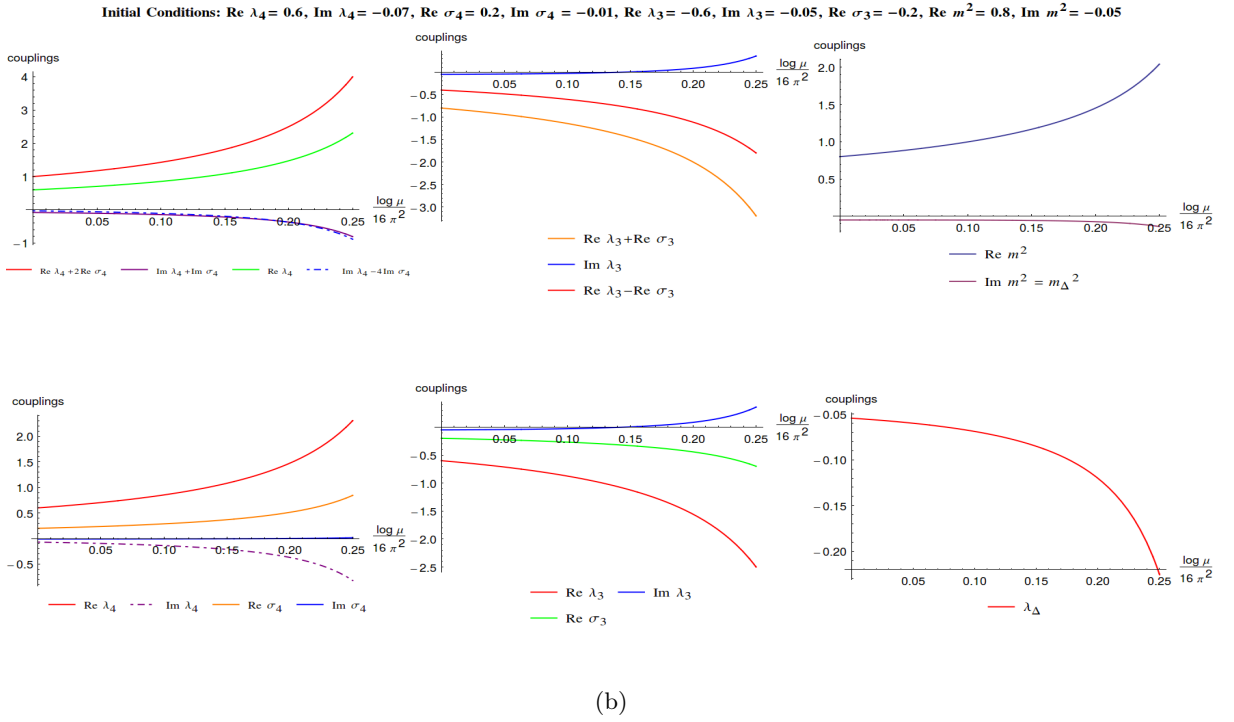 Initial Conditions: Re λ₄= 0.6, Im λ₄= −0.07, Re σ₄= 0.2, Im σ₄ = −0.01, Re λ₃= −0.6, Im λ₃= −0.05, Re σ₃= −0.2, Re m²= 0.8, Im m²= −0.05
couplings
4
3
2
1
−1
0.05 0.10 0.15 0.20 0.25
log μ
16 π²
Re λ₄+2Re σ₄ Im λ₄+Im σ₄ Re λ₄ Im λ₄−4Im σ₄
couplings
0.05 0.10 0.15 0.20 0.25
log μ
16 π²
−0.5
−1.0
−1.5
−2.0
−2.5
−3.0
Re λ₃+Re σ₃
Im λ₃
Re λ₃−Re σ₃
couplings
2.0
1.5
1.0
0.5
0.05 0.10 0.15 0.20 0.25
log μ
16 π²
Re m²
Im m² = m_Δ²
couplings
2.0
1.5
1.0
0.5
−0.5
0.05 0.10 0.15 0.20 0.25
log μ
16 π²
Re λ₄ Im λ₄ Re σ₄ Im σ₄
couplings
0.05 0.10 0.15 0.20 0.25
log μ
16 π²
−0.5
−1.0
−1.5
−2.0
−2.5
Re λ₃ Im λ₃
Re σ₃
couplings
−0.05
−0.10
−0.15
−0.20
0.05 0.10 0.15 0.20 0.25
log μ
16 π²
λ_Δ
(b)